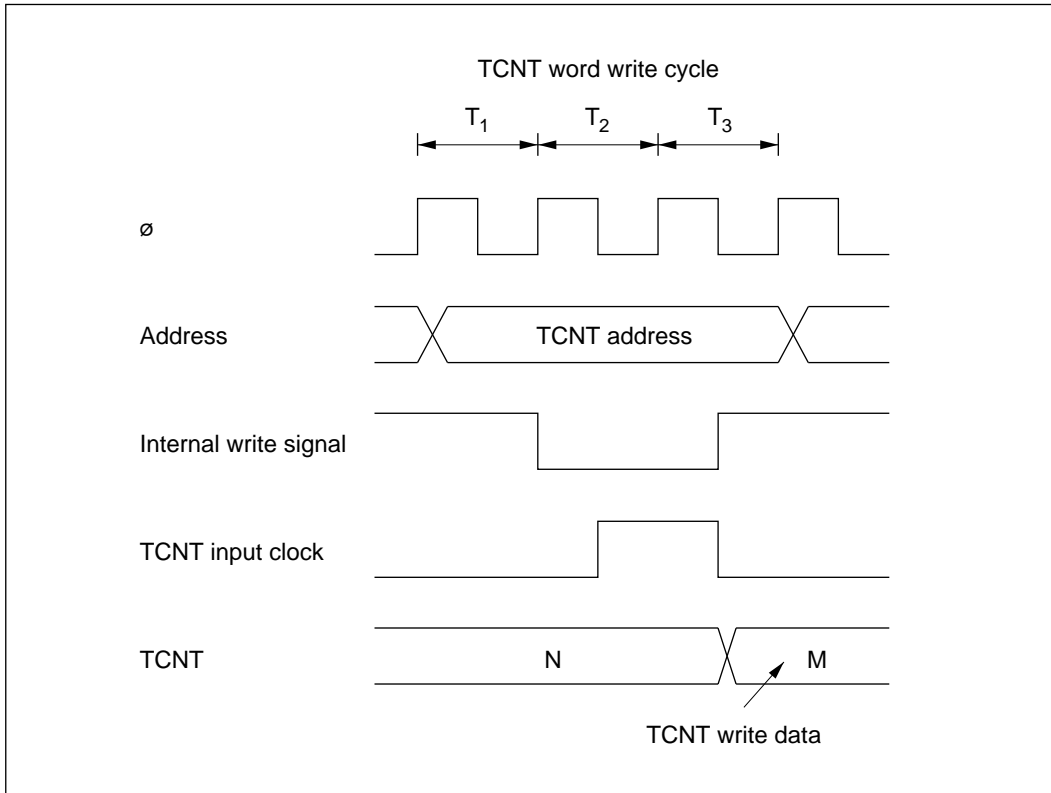 TCNT word write cycle
T1 T2 T3
ø
Address TCNT address
Internal write signal
TCNT input clock
TCNT N M
TCNT write data